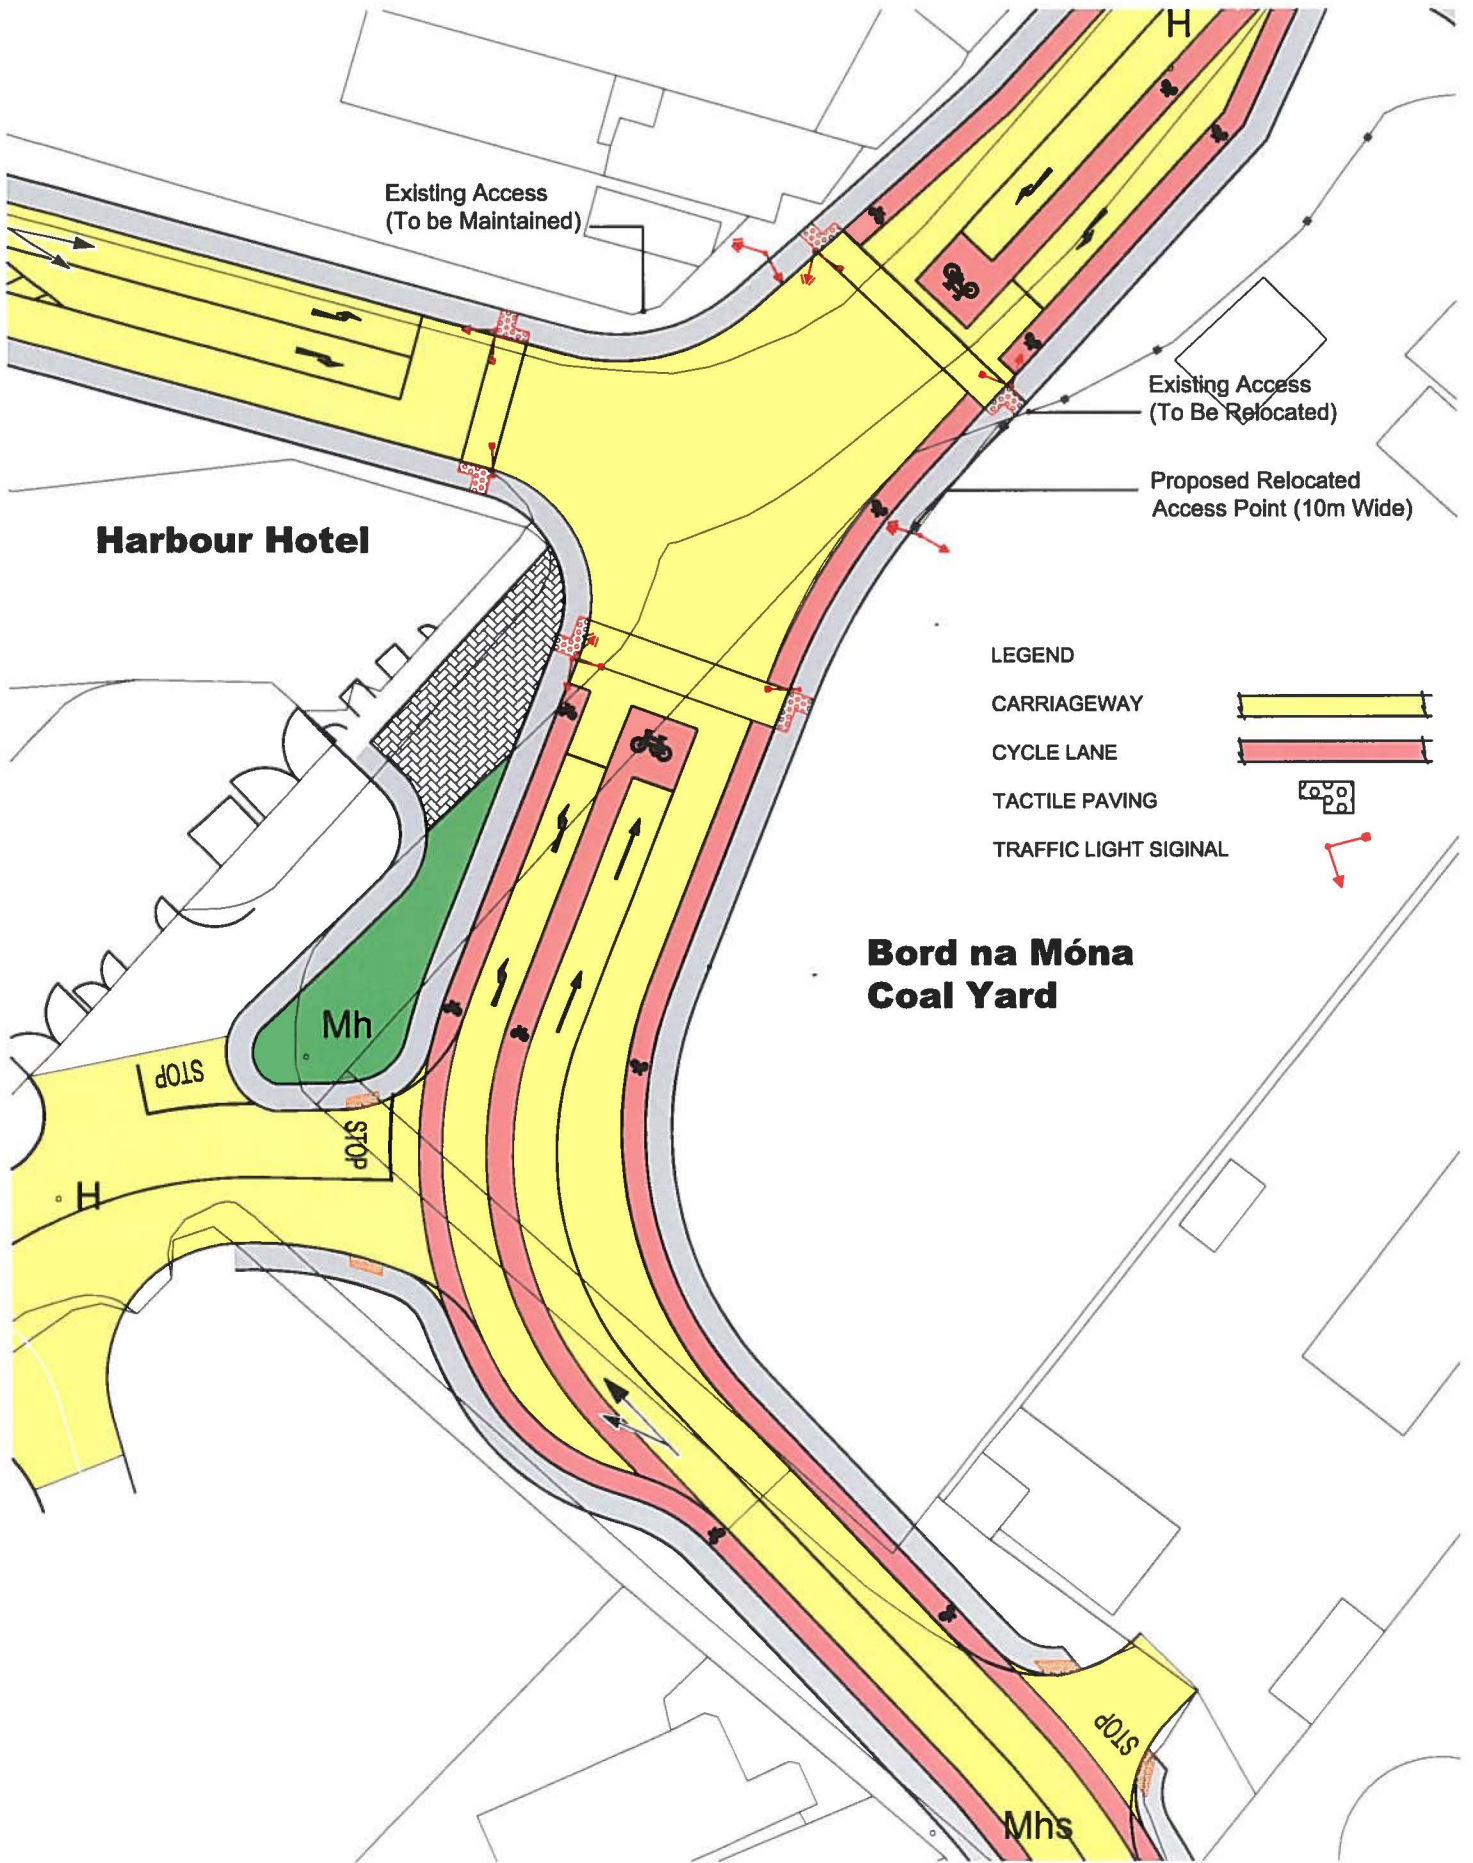 H
Existing Access
(To be Maintained)
Existing Access
(To Be Relocated)
Proposed Relocated
Access Point (10m Wide)
Harbour Hotel
LEGEND
CARRIAGEWAY
CYCLE LANE
TACTILE PAVING
TRAFFIC LIGHT SIGINAL
Bord na Móna
Coal Yard
Mh
STOP
STOP
H
STOP
Mhs